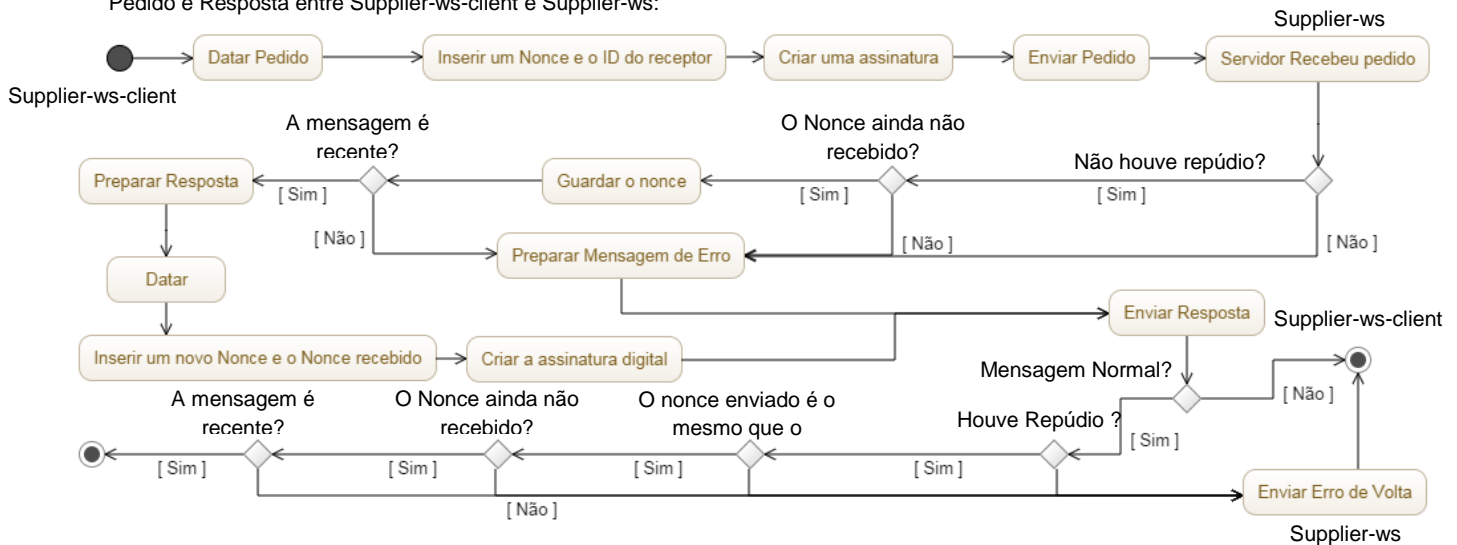 Pedido e Resposta entre Supplier-ws-client e Supplier-ws:
Supplier-ws
Datar Pedido
Inserir um Nonce e o ID do receptor
Criar uma assinatura
Enviar Pedido
Servidor Recebeu pedido
Supplier-ws-client
A mensagem é
recente?
O Nonce ainda não
recebido?
Não houve repúdio?
Preparar Resposta
[ Sim ]
Guardar o nonce
[ Sim ]
[ Sim ]
[ Não ]
Preparar Mensagem de Erro
[ Não ]
[ Não ]
Datar
Enviar Resposta
Supplier-ws-client
Inserir um novo Nonce e o Nonce recebido
Criar a assinatura digital
Mensagem Normal?
[ Não ]
A mensagem é
recente?
O Nonce ainda não
recebido?
O nonce enviado é o
mesmo que o
Houve Repúdio ?
[ Sim ]
[ Sim ]
[ Sim ]
[ Sim ]
[ Sim ]
[ Não ]
Enviar Erro de Volta
Supplier-ws